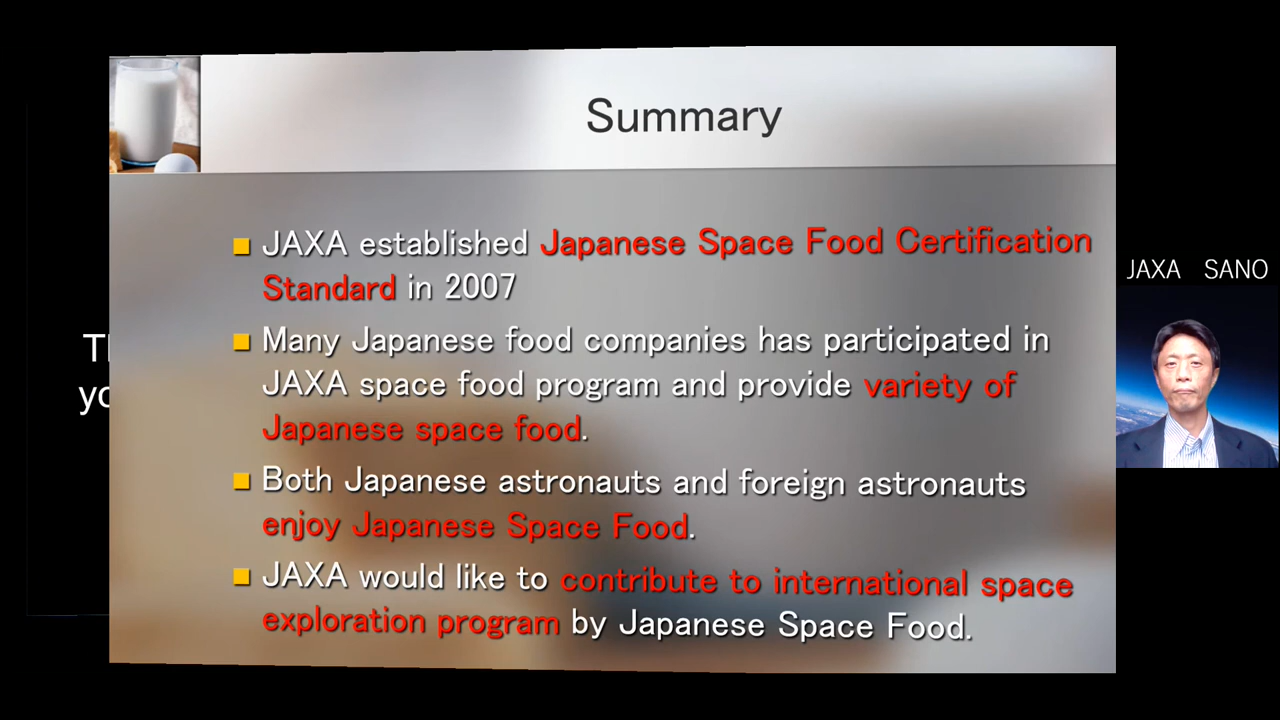 Summary
■ JAXA established Japanese Space Food Certification
Standard in 2007
■ Many Japanese food companies has participated in
JAXA space food program and provide variety of
Japanese space food.
■ Both Japanese astronauts and foreign astronauts
enjoy Japanese Space Food.
■ JAXA would like to contribute to international space
exploration program by Japanese Space Food.
JAXA SANO